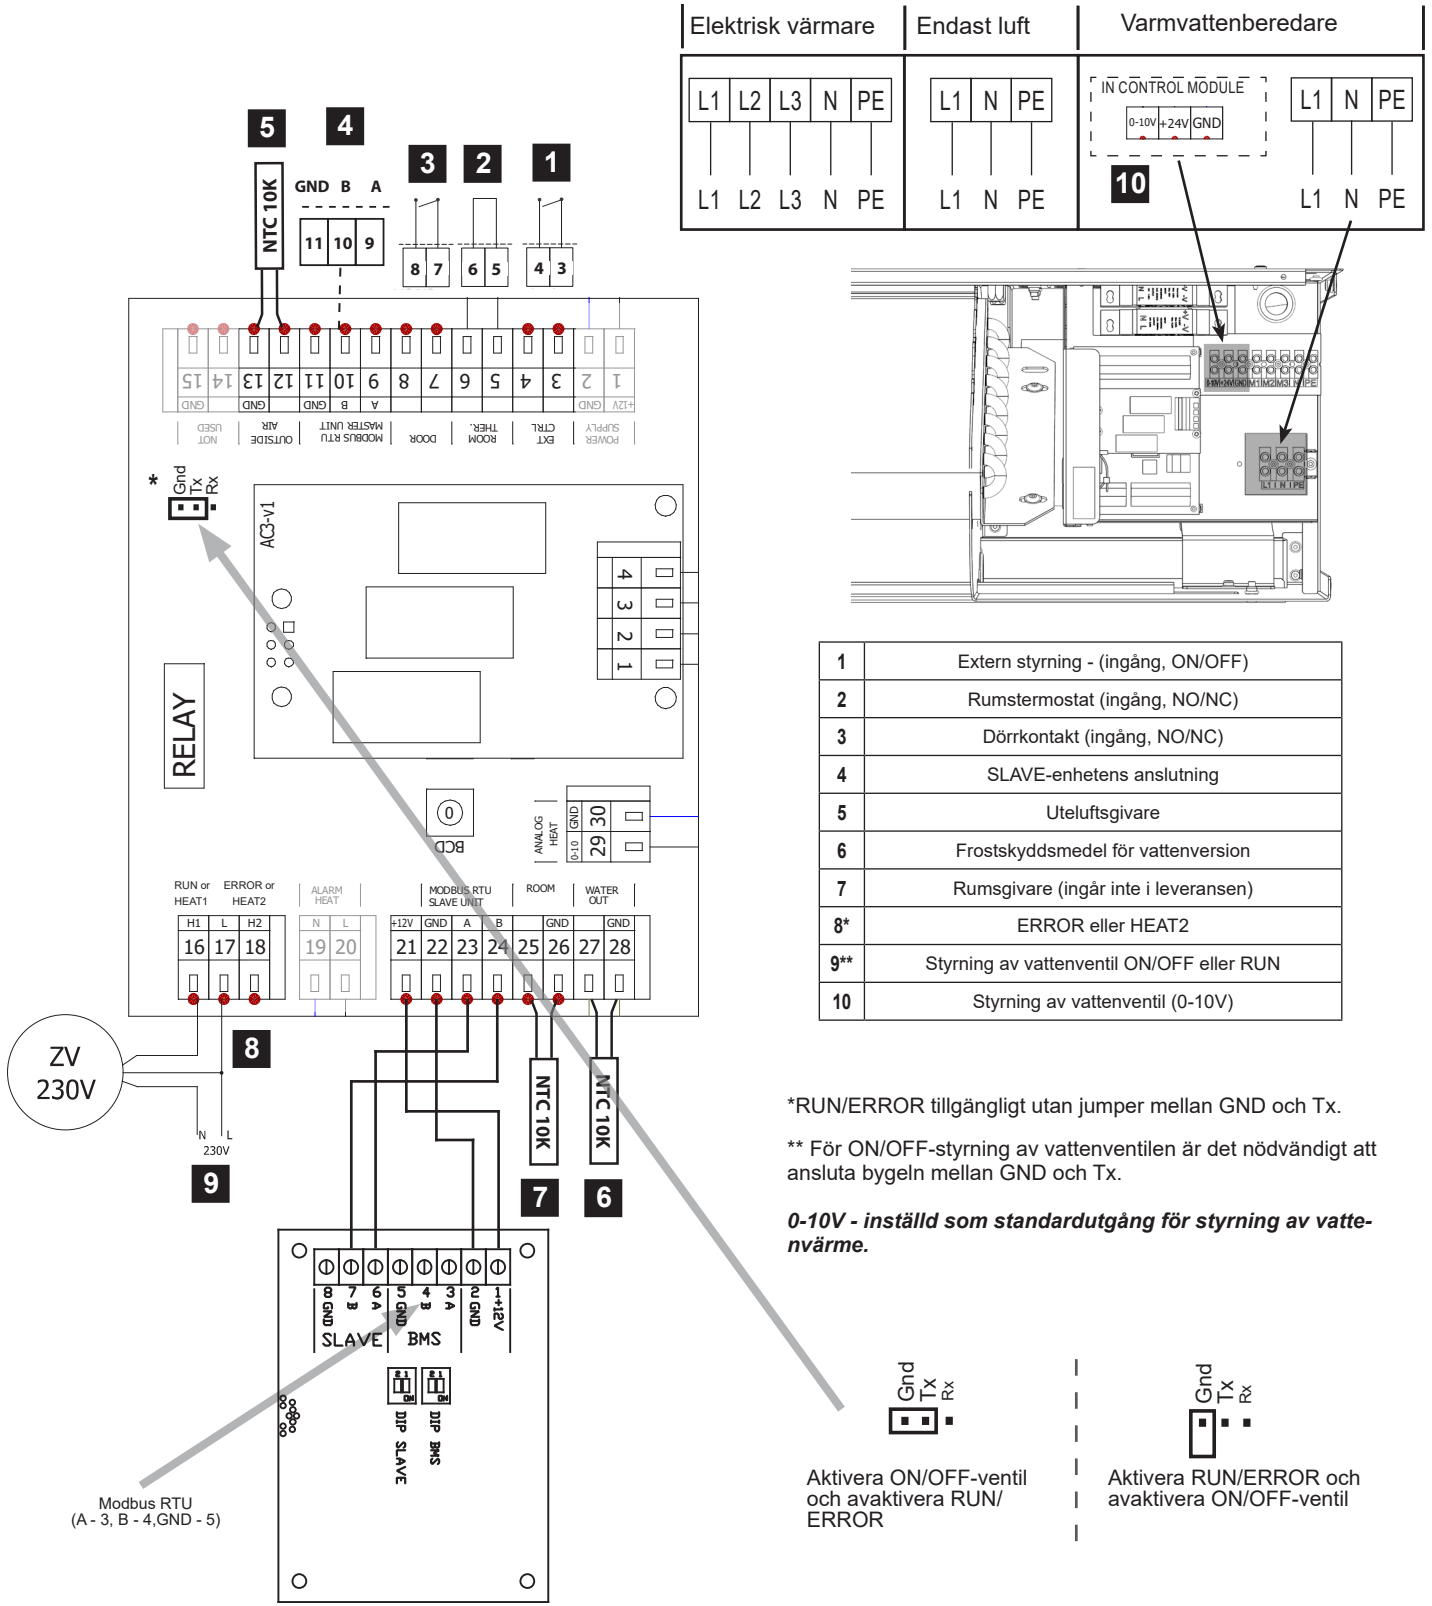 Elektrisk värmare
Endast luft
Varmvattenberedare
L1 L2 L3 N PE
L1 N PE
IN CONTROL MODULE
0-10V +24V GND
L1 N PE
10
L1 L2 L3 N PE
L1 N PE
L1 N PE
5
4
3
2
1
NTC 10K
GND B A
11 10 9
8 7
6 5
4 3
15 14 13 12 11 10 9 8 7 6 5 4 3 2 1
GND GND GND B A GND +12V
NOT USED
OUTSIDE AIR
MODBUS RTU MASTER UNIT
DOOR
ROOM THER.
EXT CTRL
POWER SUPPLY
*
Gnd
Tx
Rx
AC3-v1
4
3
2
1
RELAY
0
BCD
ANALOG HEAT
0-10 GND
29 30
RUN or HEAT1
ERROR or HEAT2
ALARM HEAT
MODBUS RTU SLAVE UNIT
ROOM
WATER OUT
H1 L H2 N L +12V GND A B GND GND
16 17 18 19 20 21 22 23 24 25 26 27 28
ZV
230V
8
N L
230V
9
NTC 10K
NTC 10K
7
6
M1 M2 M3 N PE
L1 N PE
1 Extern styrning - (ingång, ON/OFF)
2 Rumstermostat (ingång, NO/NC)
3 Dörrkontakt (ingång, NO/NC)
4 SLAVE-enhetens anslutning
5 Uteluftsgivare
6 Frostskyddsmedel för vattenversion
7 Rumsgivare (ingår inte i leveransen)
8* ERROR eller HEAT2
9** Styrning av vattenventil ON/OFF eller RUN
10 Styrning av vattenventil (0-10V)
*RUN/ERROR tillgängligt utan jumper mellan GND och Tx.
** För ON/OFF-styrning av vattenventilen är det nödvändigt att
ansluta bygeln mellan GND och Tx.
0-10V - inställd som standardutgång för styrning av vatte-
nvärme.
8 GND 7 B 6 A 5 GND 4 B 3 A 2 GND 1 +12V
SLAVE BMS
2 1 ON
2 1 ON
DIP SLAVE
DIP BMS
Modbus RTU
(A - 3, B - 4,GND - 5)
Gnd
Tx
Rx
Aktivera ON/OFF-ventil
och avaktivera RUN/
ERROR
Gnd
Tx
Rx
Aktivera RUN/ERROR och
avaktivera ON/OFF-ventil